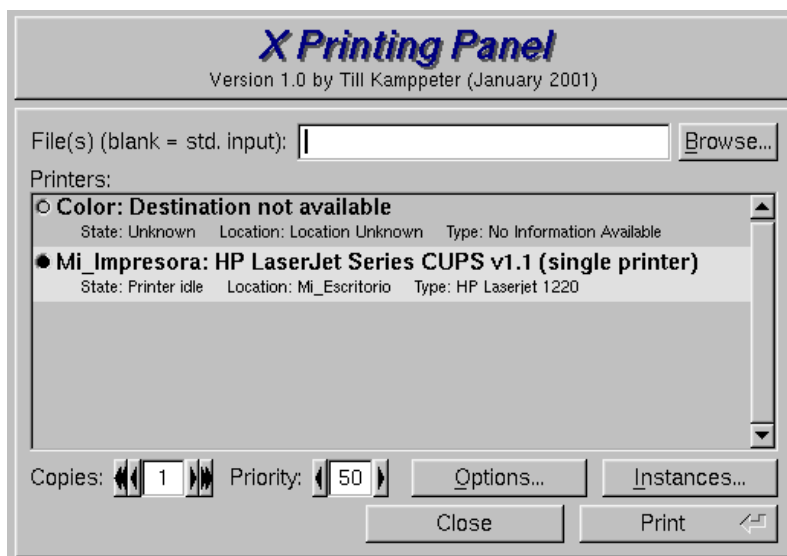 X Printing Panel
Version 1.0 by Till Kamppeter (January 2001)
File(s) (blank = std. input):
Browse...
Printers:
Color: Destination not available
State: Unknown Location: Location Unknown Type: No Information Available
Mi_Impresora: HP LaserJet Series CUPS v1.1 (single printer)
State: Printer idle Location: Mi_Escritorio Type: HP Laserjet 1220
Copies: 1 Priority: 50 Options... Instances...
Close Print